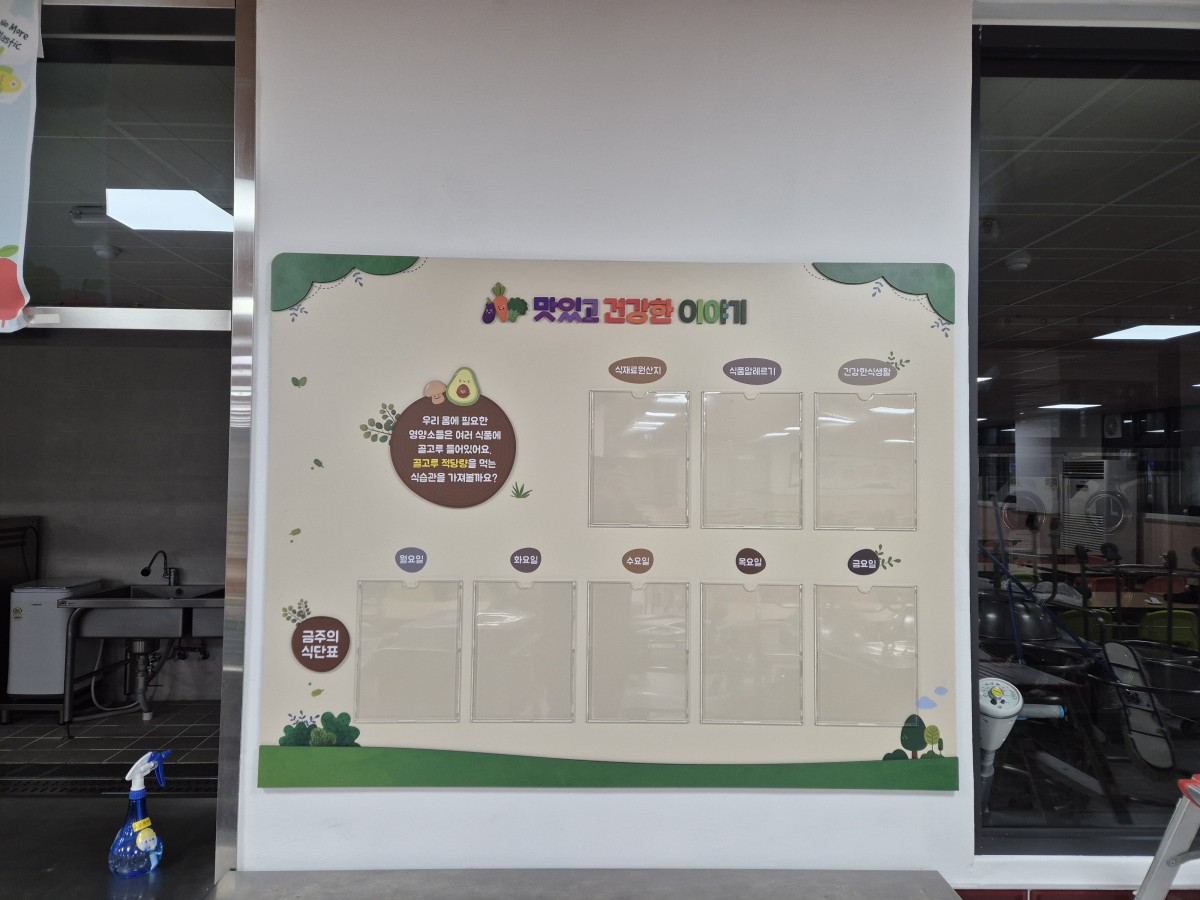 No More
Plastic
맛있고 건강한 이야기
식재료원산지
식품알레르기
건강한식생활
우리 몸에 필요한
영양소들은 여러 식품에
골고루 들어있어요.
골고루 적당량을 먹는
식습관을 가져볼까요?
월요일
화요일
수요일
목요일
금요일
금주의
식단표